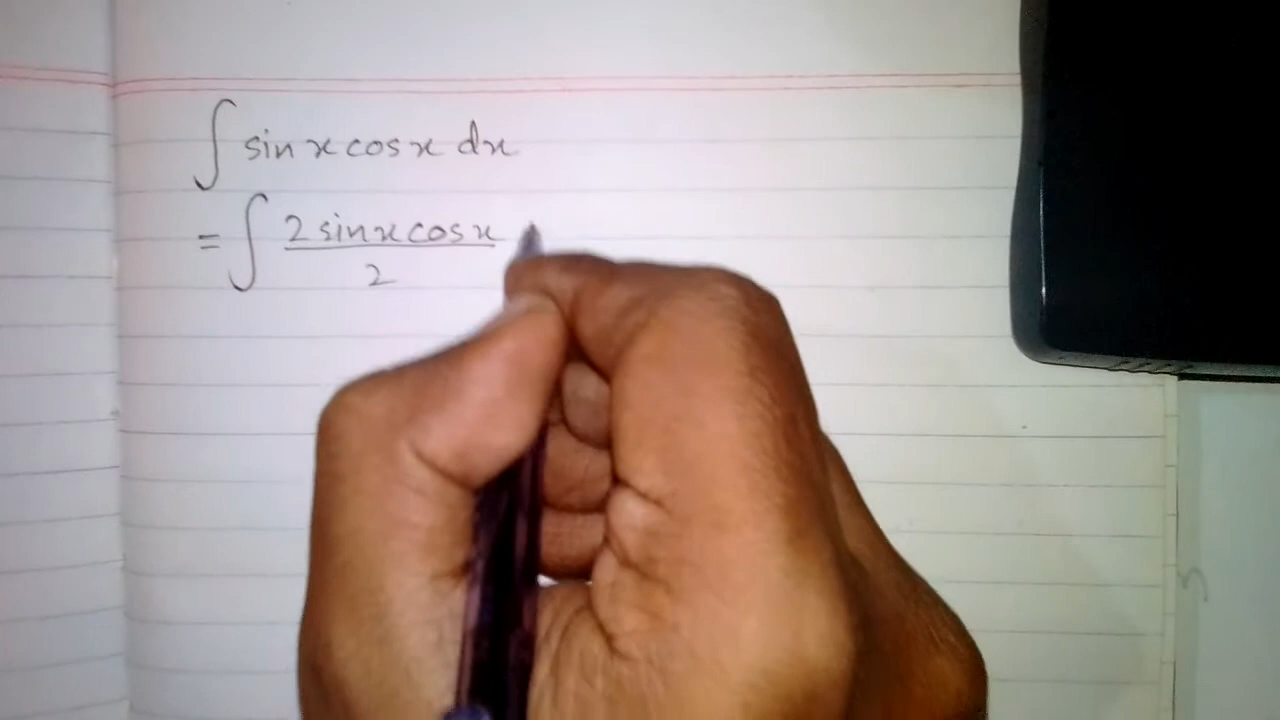 ∫ sin x cos x dx
= ∫ (2 sin x cos x)/2